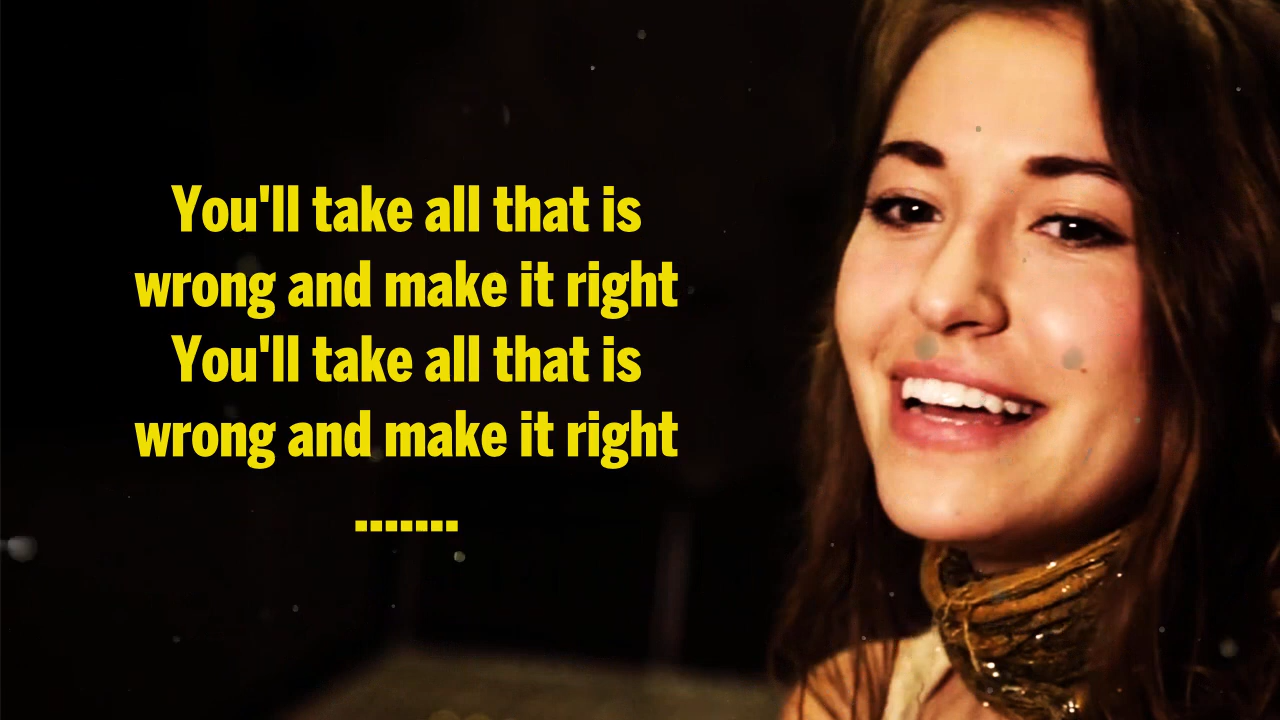 You'll take all that is
wrong and make it right
You'll take all that is
wrong and make it right
.......